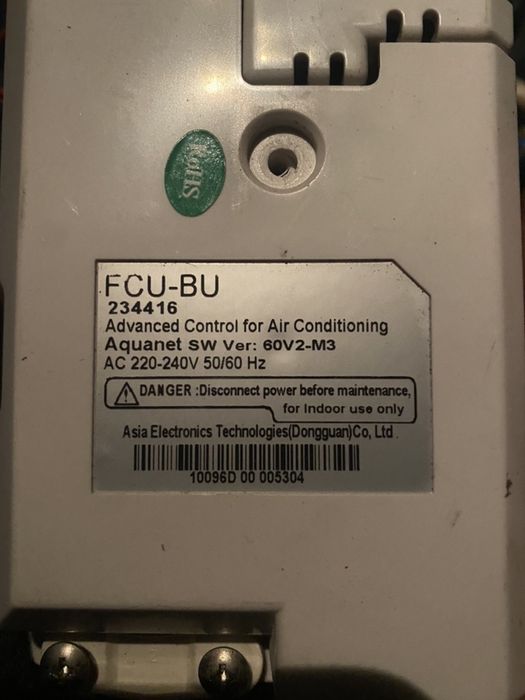 RoHS
FCU-BU
234416
Advanced Control for Air Conditioning
Aquanet SW Ver: 60V2-M3
AC 220-240V 50/60 Hz
DANGER :Disconnect power before maintenance,
for Indoor use only
Asia Electronics Technologies(Dongguan)Co, Ltd.
10096D 00 005304